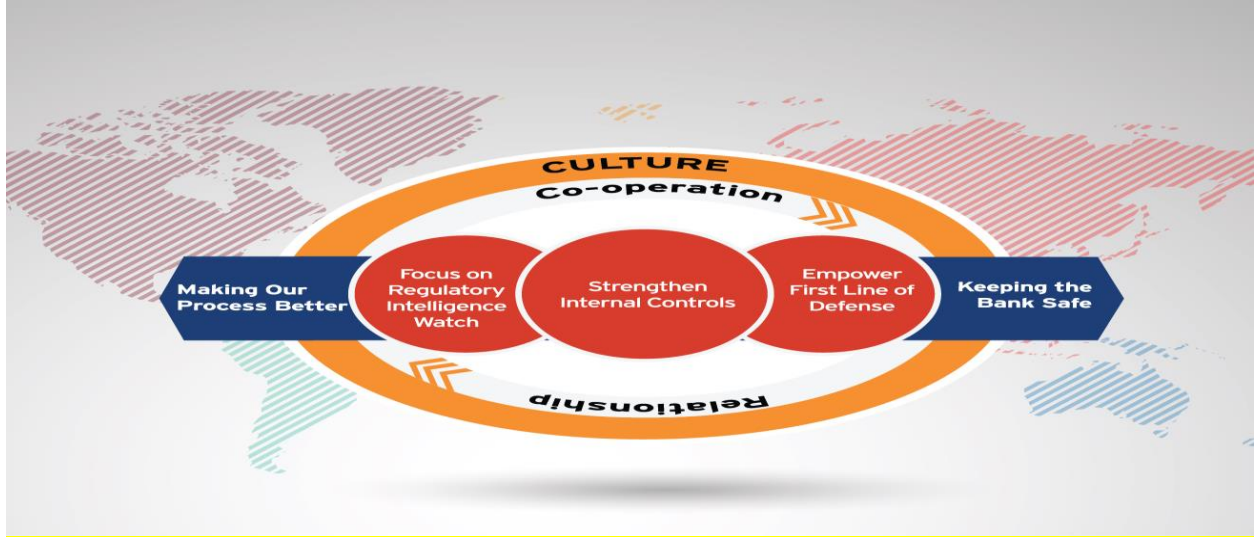 CULTURE
Co-operation
Making Our
Process Better
Focus on
Regulatory
Intelligence
Watch
Strengthen
Internal Controls
Empower
First Line of
Defense
Keeping the
Bank Safe
Relationship